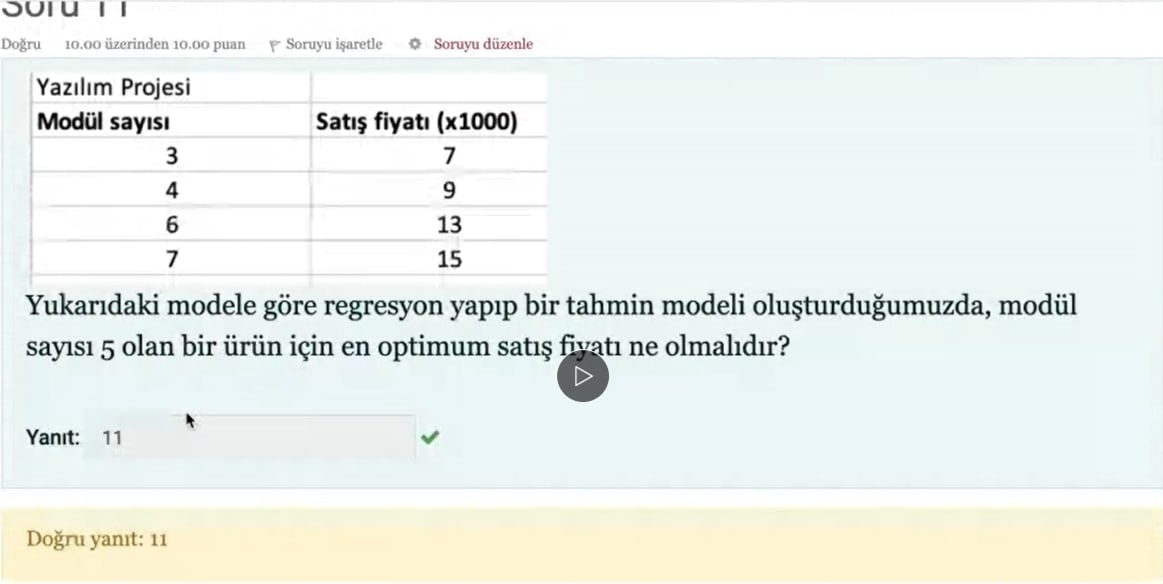 Soru 11
Doğru 10.00 üzerinden 10.00 puan Soruyu işaretle Soruyu düzenle
Yazılım Projesi
Modül sayısı Satış fiyatı (x1000)
3 7
4 9
6 13
7 15
Yukarıdaki modele göre regresyon yapıp bir tahmin modeli oluşturduğumuzda, modül
sayısı 5 olan bir ürün için en optimum satış fiyatı ne olmalıdır?
Yanıt: 11
Doğru yanıt: 11